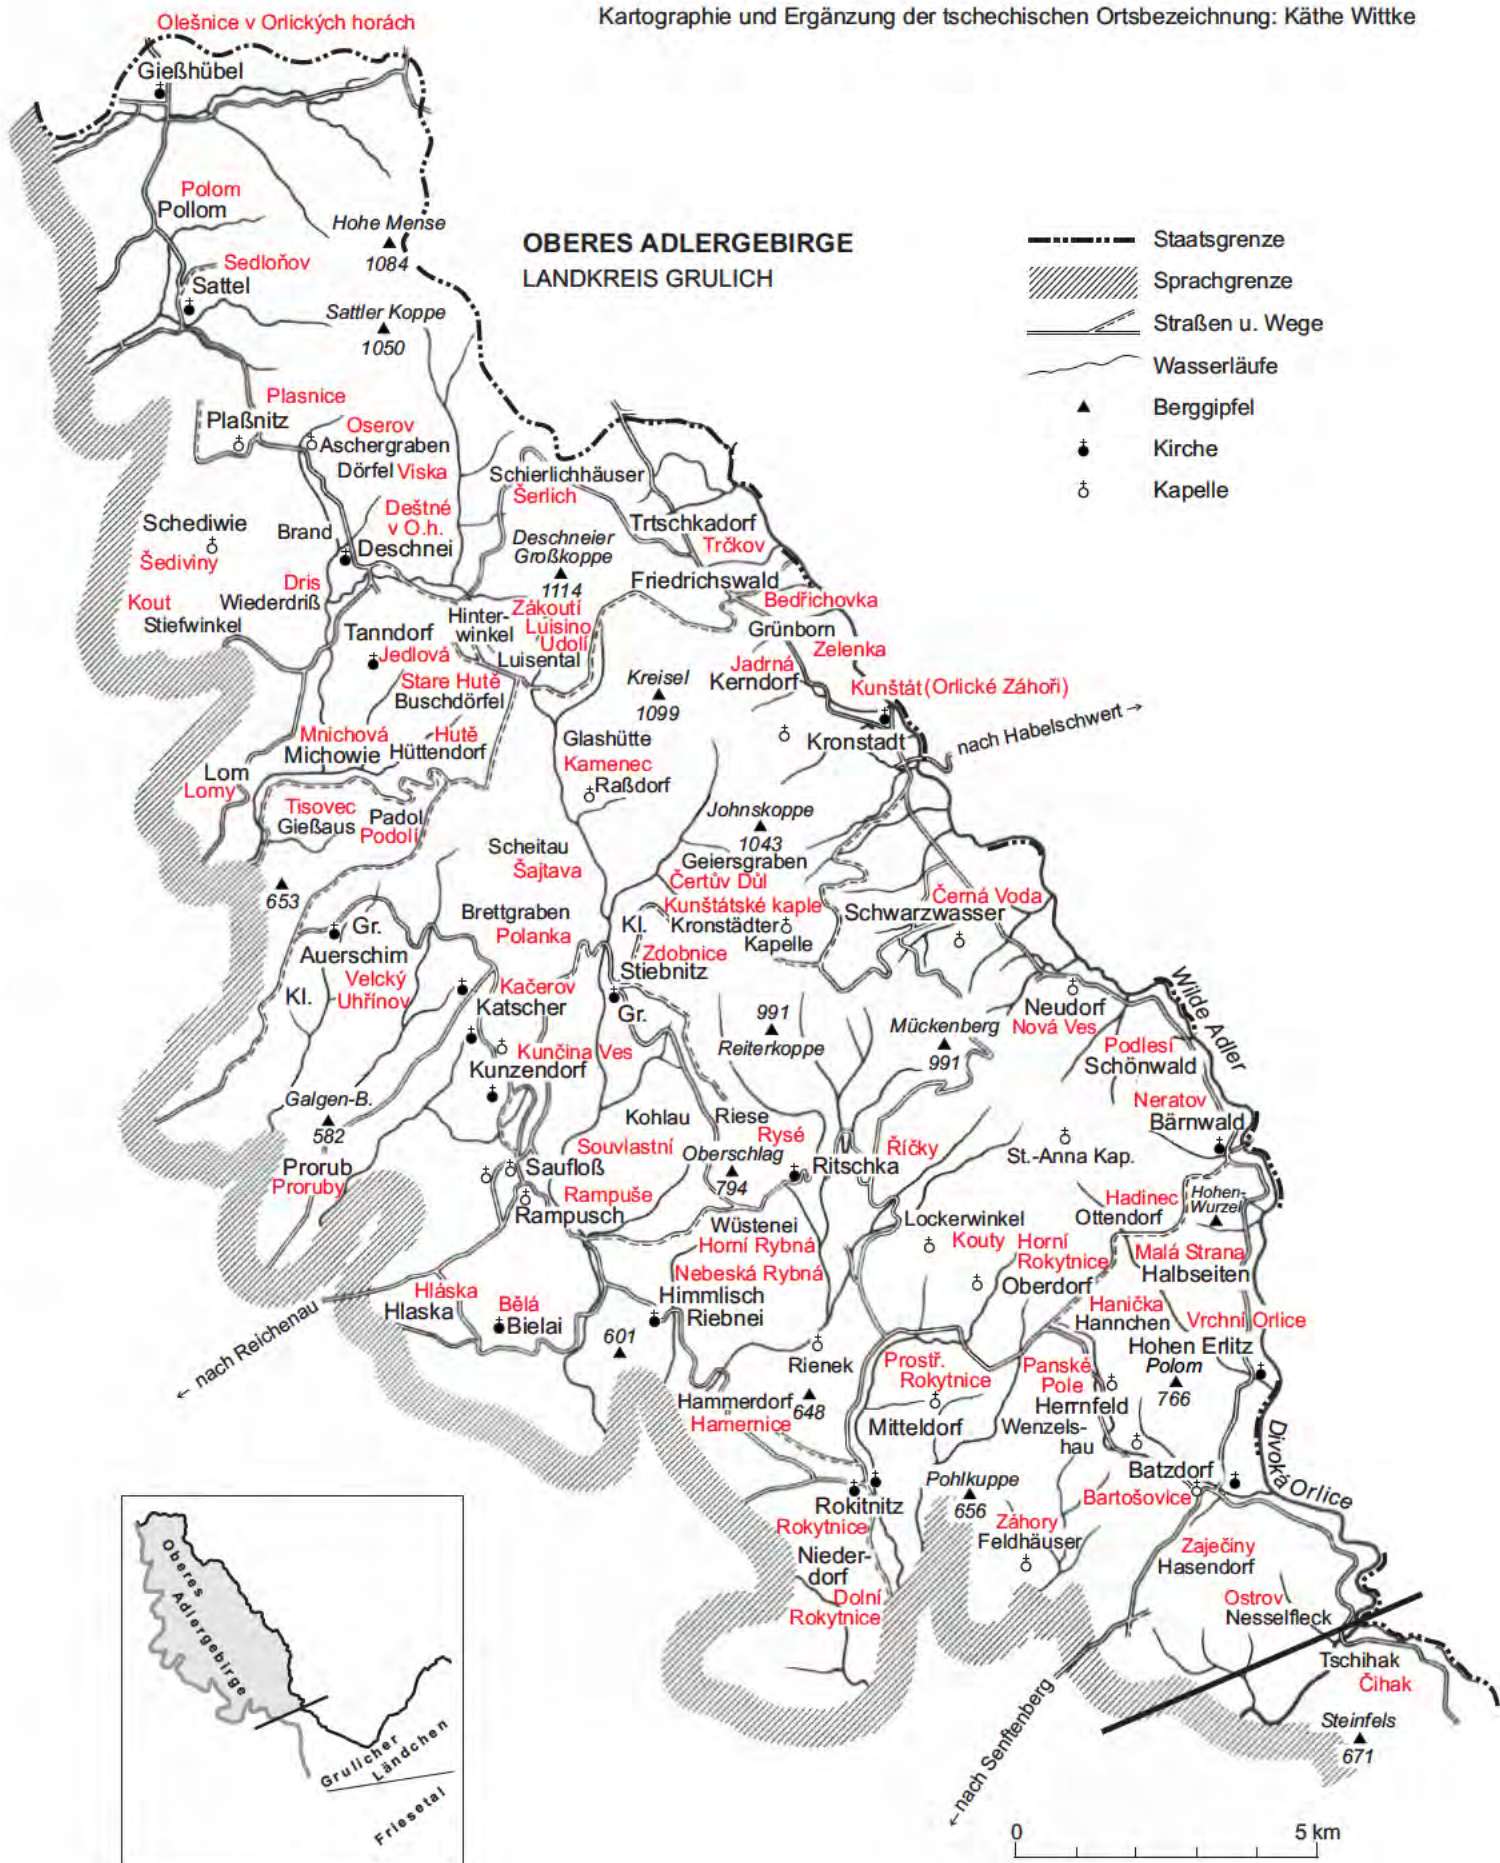 Olešnice v Orlických horách
Kartographie und Ergänzung der tschechischen Ortsbezeichnung: Käthe Wittke
Gießhübel
Polom
Pollom
Hohe Mense
1084
OBERES ADLERGEBIRGE
LANDKREIS GRULICH
Staatsgrenze
Sprachgrenze
Straßen u. Wege
Wasserläufe
Berggipfel
Kirche
Kapelle
Sedloňov
Sattel
Sattler Koppe
1050
Plasnice
Plaßnitz
Oserov
Aschergraben
Dörfel Viska
Schierlichhäuser
Šerlich
Deštné
v O.h.
Schediwie
Brand
Deschnei
Šediviny
Deschneier
Großkoppe
1114
Trtschkadorf
Trčkov
Friedrichswald
Bedřichovka
Dris
Wiederdriß
Kout
Stiefwinkel
Hinter-
winkel
Zákoutí
Luisino
Udolí
Luisental
Tanndorf
Jedlová
Grünborn
Zelenka
Stare Hutě
Buschdörfel
Kreisel
1099
Jadrná
Kerndorf
Kunštát (Orlické Záhoři)
Kronstadt
nach Habelschwert →
Mnichová
Michowie
Hutě
Hüttendorf
Glashütte
Kamenec
Raßdorf
Lom
Lomy
Tisovec
Gießaus
Padol
Podolí
Johnskoppe
1043
Scheitau
Šajtava
Geiersgraben
Čertův Důl
653
Kunštátské kaple
Kl.
Kronstädter
Kapelle
Černá Voda
Schwarzwasser
Gr.
Auerschim
Brettgraben
Polanka
Zdobnice
Stiebnitz
Velcký
Uhřínov
Kl.
Kačerov
Katscher
Gr.
991
Reiterkoppe
Mückenberg
991
Neudorf
Nová Ves
Wilde Adler
Podlesí
Schönwald
Kunčina Ves
Kunzendorf
Galgen-B.
582
Neratov
Bärnwald
Kohlau
Riese
Rysé
Souvlastní
Oberschlag
794
Ritschka
Říčky
St.-Anna Kap.
Prorub
Proruby
Saufloß
Rampuše
Rampusch
Hadinec
Ottendorf
Hohen-
Wurzel
Wüstenei
Horní Rybná
Lockerwinkel
Kouty
Horní
Rokytnice
Oberdorf
Malá Strana
Halbseiten
Nebeská Rybná
Himmlisch
Riebnei
Hláska
Hlaska
Bělá
Bielai
Hanička
Hannchen
Vrchní Orlice
Hohen Erlitz
← nach Reichenau
601
Rienek
Prostř.
Rokytnice
Panské
Pole
Herrnfeld
Polom
766
Hammerdorf
Hamernice
648
Mitteldorf
Wenzels-
hau
Divoká Orlice
Batzdorf
Bartošovice
Pohlkuppe
656
Rokitnitz
Rokytnice
Záhory
Feldhäuser
Zaječiny
Hasendorf
Nieder-
dorf
Dolní
Rokytnice
Ostrov
Nesselfleck
Tschihak
Čihak
Steinfels
671
← nach Senftenberg
Oberes
Adlergebirge
Grulicher
Ländchen
Friesetal
0 5 km